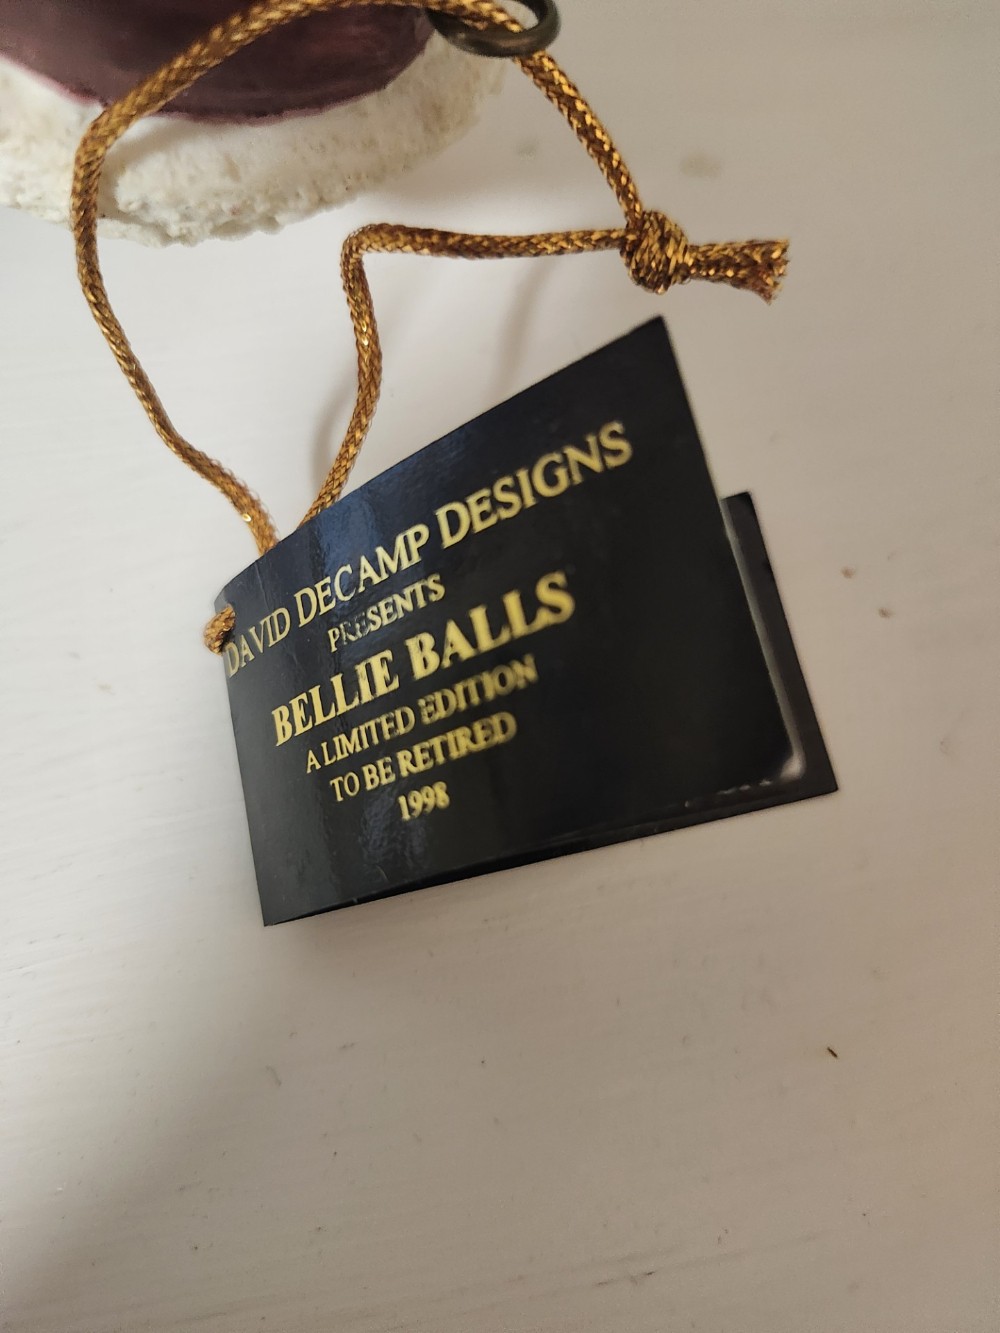 DAVID DECAMP DESIGNS
PRESENTS
BELLIE BALLS
A LIMITED EDITION
TO BE RETIRED
1998